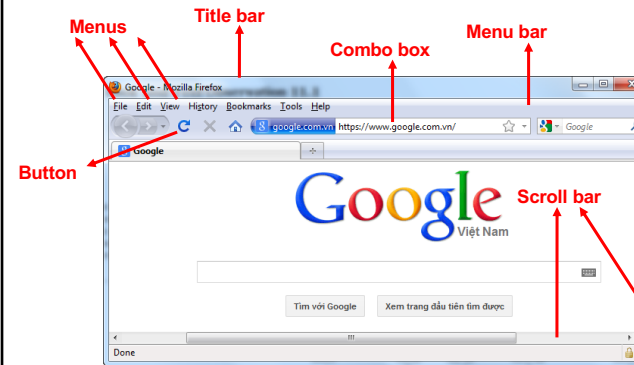 Title bar
Menus
Menu bar
Combo box
Google - Mozilla Firefox
File Edit View History Bookmarks Tools Help
8 google.com.vn https://www.google.com.vn/
Google
Google
Button
Google
Việt Nam
Scroll bar
Tìm với Google
Xem trang đầu tiên tìm được
Done